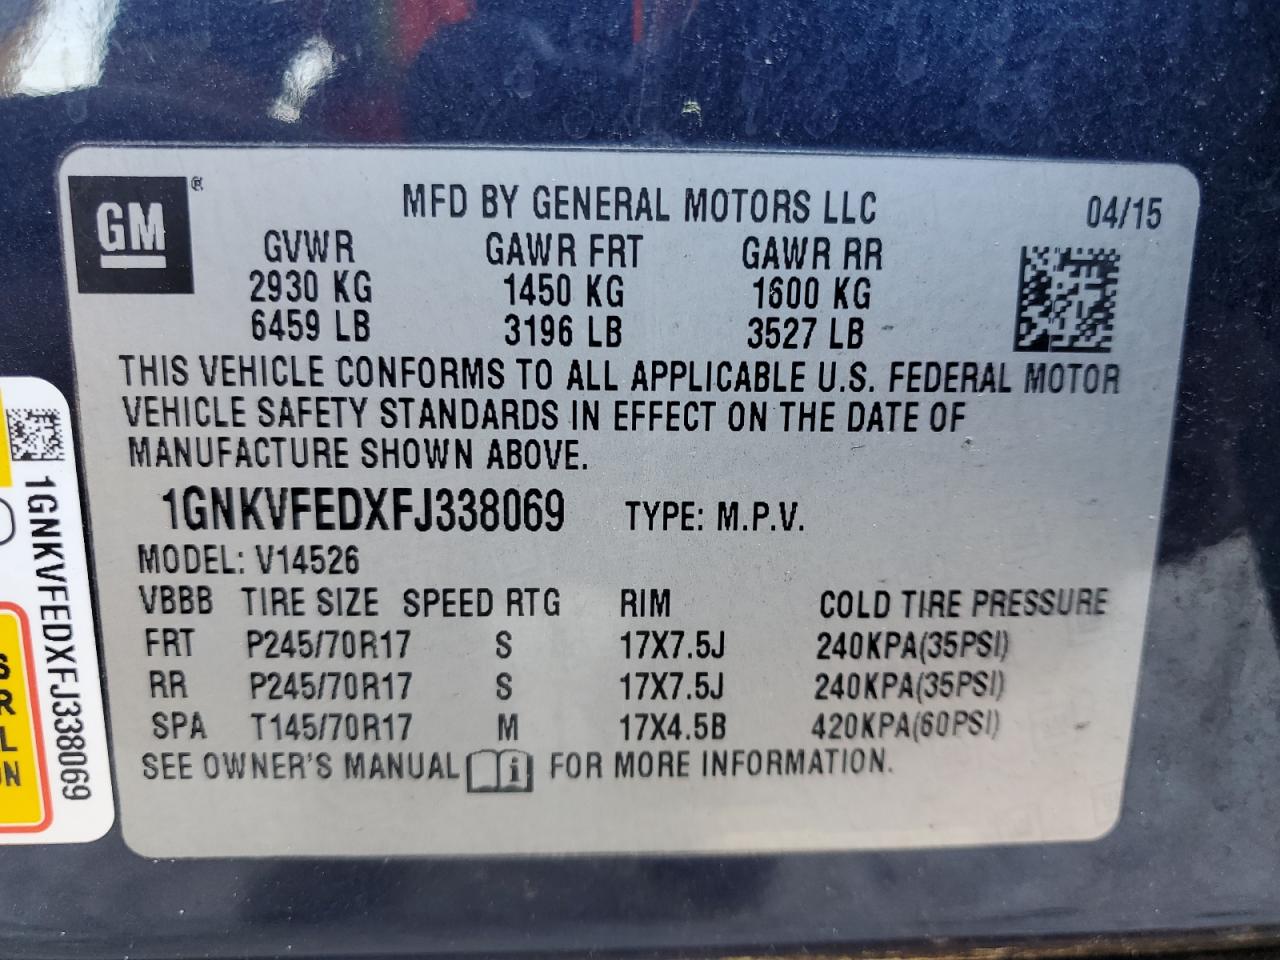 GM ®
MFD BY GENERAL MOTORS LLC 04/15
GVWR GAWR FRT GAWR RR
2930 KG 1450 KG 1600 KG
6459 LB 3196 LB 3527 LB
THIS VEHICLE CONFORMS TO ALL APPLICABLE U.S. FEDERAL MOTOR
VEHICLE SAFETY STANDARDS IN EFFECT ON THE DATE OF
MANUFACTURE SHOWN ABOVE.
1GNKVFEDXFJ338069 TYPE: M.P.V.
MODEL: V14526
VBBB TIRE SIZE SPEED RTG RIM COLD TIRE PRESSURE
FRT P245/70R17 S 17X7.5J 240KPA(35PSI)
RR P245/70R17 S 17X7.5J 240KPA(35PSI)
SPA T145/70R17 M 17X4.5B 420KPA(60PSI)
SEE OWNER'S MANUAL i FOR MORE INFORMATION.
1GNKVFEDXFJ338069